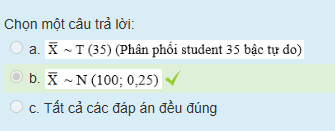 Chọn một câu trả lời:
a. X̅ ~ T (35) (Phân phối student 35 bậc tự do)
b. X̅ ~ N (100; 0,25)
c. Tất cả các đáp án đều đúng